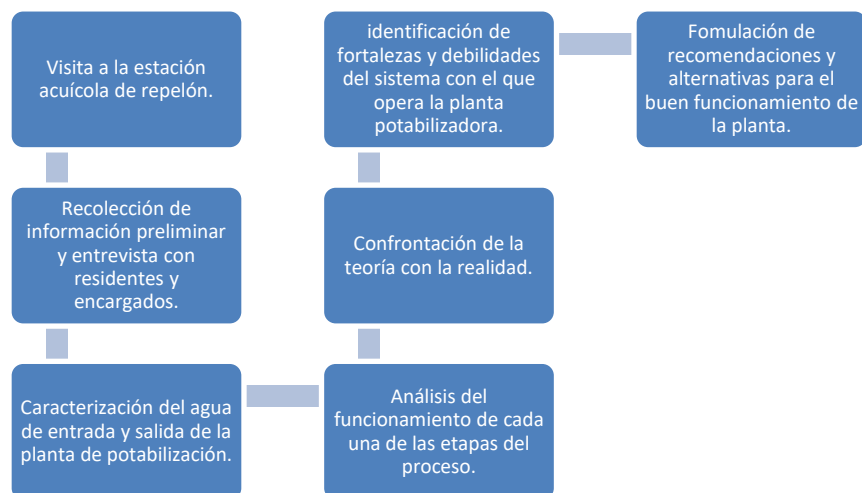 Visita a la estación
acuícola de repelón.
Recolección de
información preliminar
y entrevista con
residentes y
encargados.
Caracterización del agua
de entrada y salida de la
planta de potabilización.
Análisis del
funcionamiento de cada
una de las etapas del
proceso.
Confrontación de la
teoría con la realidad.
identificación de
fortalezas y debilidades
del sistema con el que
opera la planta
potabilizadora.
Fomulación de
recomendaciones y
alternativas para el
buen funcionamiento de
la planta.